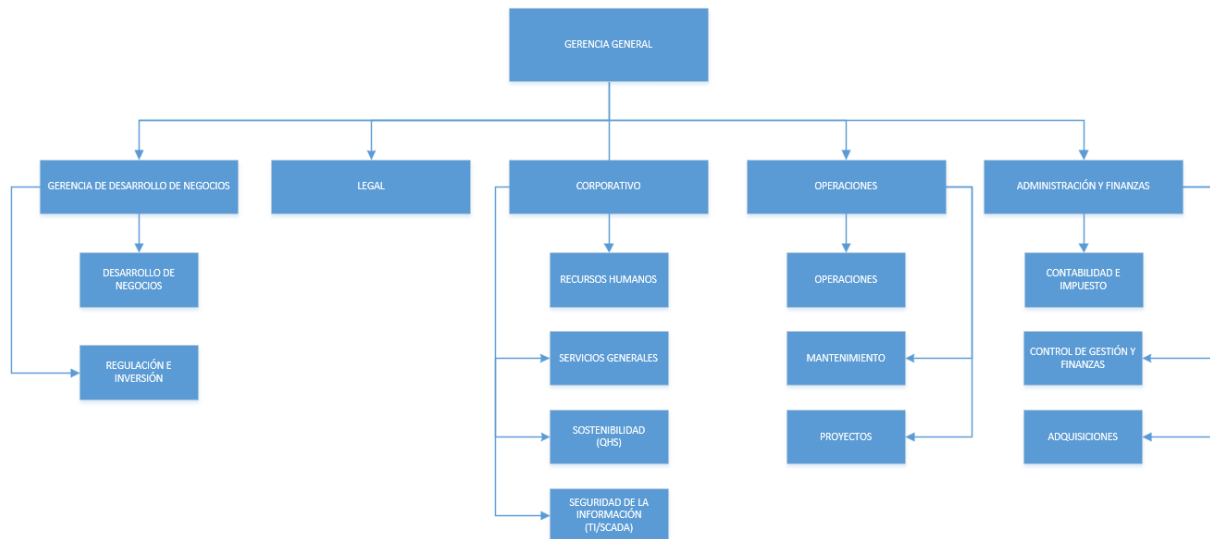 GERENCIA GENERAL
GERENCIA DE DESARROLLO DE NEGOCIOS
LEGAL
CORPORATIVO
OPERACIONES
ADMINISTRACIÓN Y FINANZAS
DESARROLLO DE
NEGOCIOS
RECURSOS HUMANOS
OPERACIONES
CONTABILIDAD E
IMPUESTO
REGULACIÓN E
INVERSIÓN
SERVICIOS GENERALES
MANTENIMIENTO
CONTROL DE GESTIÓN Y
FINANZAS
SOSTENIBILIDAD
(QHS)
PROYECTOS
ADQUISICIONES
SEGURIDAD DE LA
INFORMACIÓN
(TI/SCADA)